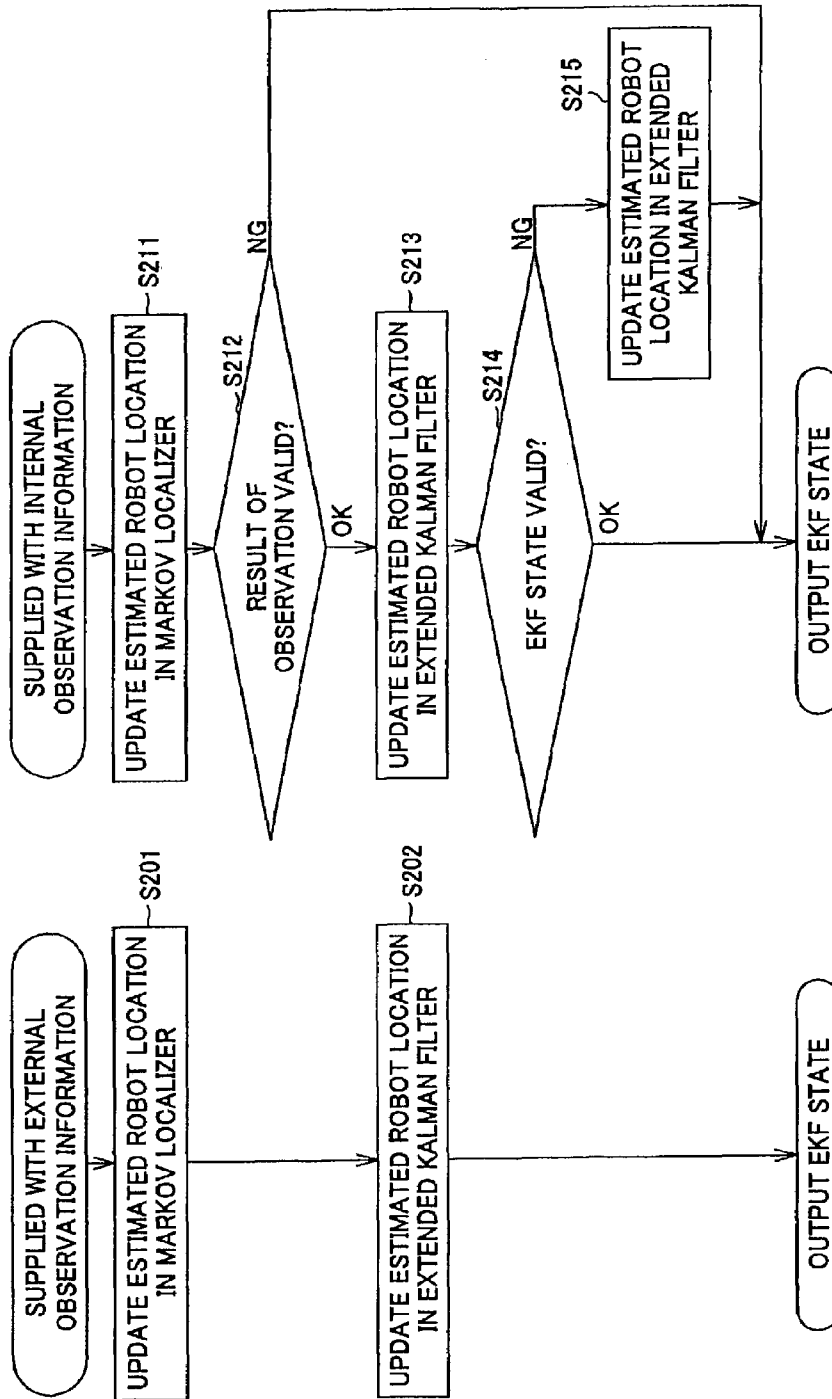 SUPPLIED WITH EXTERNAL
OBSERVATION INFORMATION
UPDATE ESTIMATED ROBOT LOCATION
IN MARKOV LOCALIZER
S201
UPDATE ESTIMATED ROBOT LOCATION
IN EXTENDED KALMAN FILTER
S202
OUTPUT EKF STATE
SUPPLIED WITH INTERNAL
OBSERVATION INFORMATION
UPDATE ESTIMATED ROBOT LOCATION
IN MARKOV LOCALIZER
S211
S212
RESULT OF
OBSERVATION VALID?
NG
OK
UPDATE ESTIMATED ROBOT LOCATION
IN EXTENDED KALMAN FILTER
S213
S214
EKF STATE VALID?
NG
OK
S215
UPDATE ESTIMATED ROBOT
LOCATION IN EXTENDED
KALMAN FILTER
OUTPUT EKF STATE